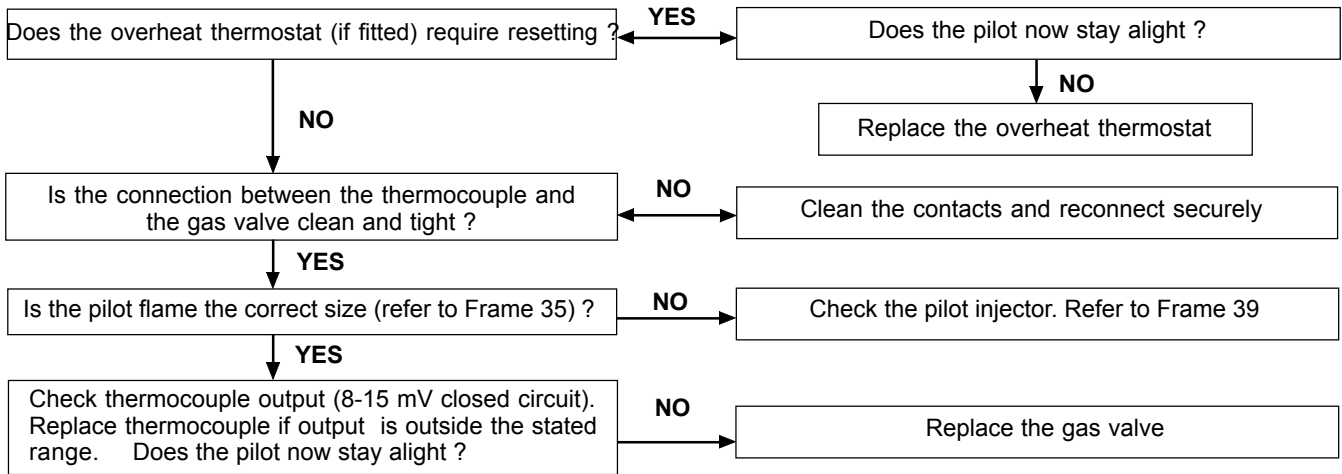 YES
Does the overheat thermostat (if fitted) require resetting ?
Does the pilot now stay alight ?
NO
NO
Replace the overheat thermostat
Is the connection between the thermocouple and
the gas valve clean and tight ?
NO
Clean the contacts and reconnect securely
YES
Is the pilot flame the correct size (refer to Frame 35) ?
NO
Check the pilot injector. Refer to Frame 39
YES
Check thermocouple output (8-15 mV closed circuit).
Replace thermocouple if output is outside the stated
range. Does the pilot now stay alight ?
NO
Replace the gas valve